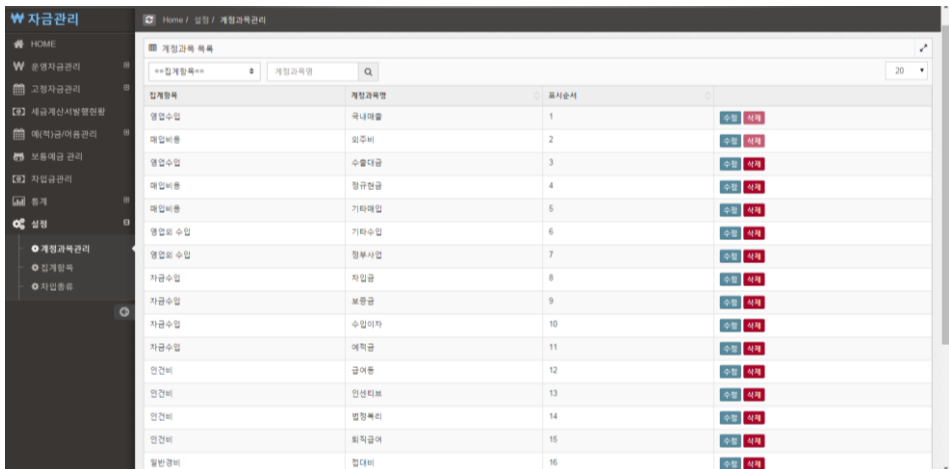 ₩ 자금관리
Home / 설정 / 계정과목관리
HOME
운영자금관리
고정자금관리
세금계산서발행현황
예(적)금/어음관리
보통예금 관리
차입금관리
통계
설정
계정과목관리
집계항목
차입종류
계정과목 목록
==집계항목== 계정과목명 20
집계항목 계정과목명 표시순서
영업수입 국내매출 1 수정 삭제
매입비용 외주비 2 수정 삭제
영업수입 수출대금 3 수정 삭제
매입비용 정규현금 4 수정 삭제
매입비용 기타매입 5 수정 삭제
영업외 수입 기타수입 6 수정 삭제
영업외 수입 정부사업 7 수정 삭제
자금수입 차입금 8 수정 삭제
자금수입 보증금 9 수정 삭제
자금수입 수입이자 10 수정 삭제
자금수입 예적금 11 수정 삭제
인건비 급여등 12 수정 삭제
인건비 인센티브 13 수정 삭제
인건비 법정복리 14 수정 삭제
인건비 퇴직급여 15 수정 삭제
일반경비 접대비 16 수정 삭제